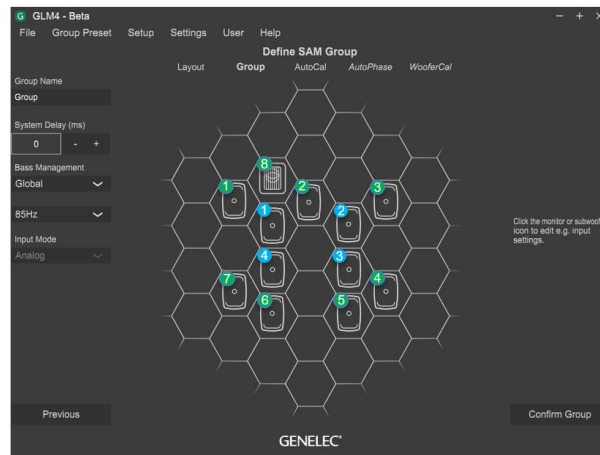 G GLM4 - Beta
File Group Preset Setup Settings User Help
Define SAM Group
Layout Group AutoCal AutoPhase WooferCal
Group Name
Group
System Delay (ms)
0 - +
Bass Management
Global
85Hz
Input Mode
Analog
8
1 2 3
1 2
4 3
7 4
6 5
Click the monitor or subwoof
icon to edit e.g. input
settings.
Previous Confirm Group
GENELEC®